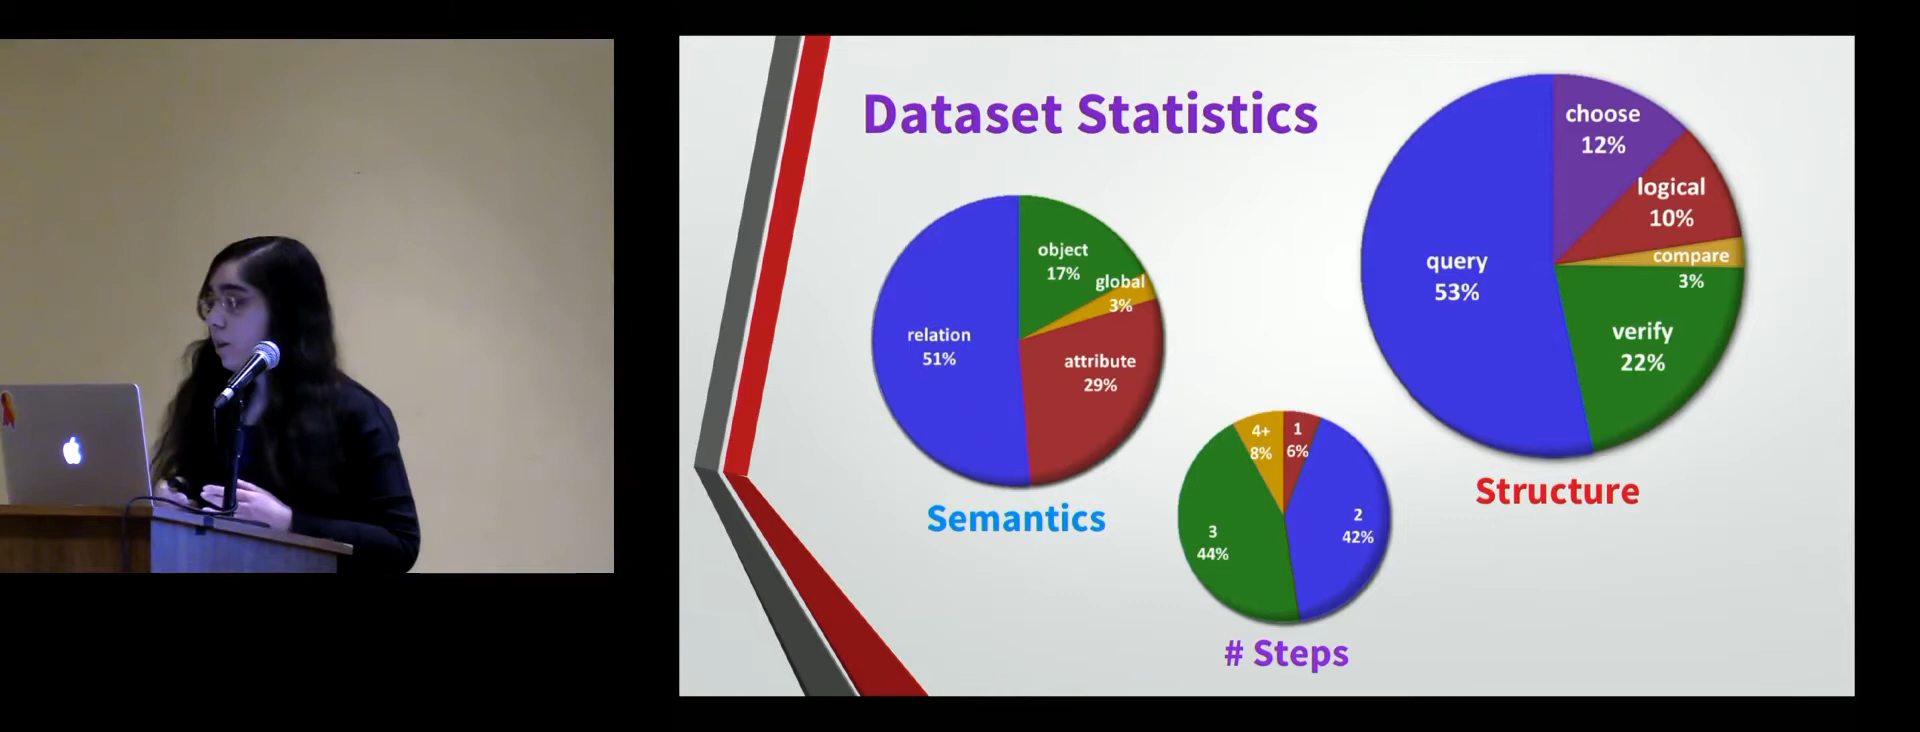 Dataset Statistics
object
17%
global
3%
attribute
29%
relation
51%
Semantics
1
6%
2
42%
3
44%
4+
8%
# Steps
choose
12%
logical
10%
compare
3%
verify
22%
query
53%
Structure